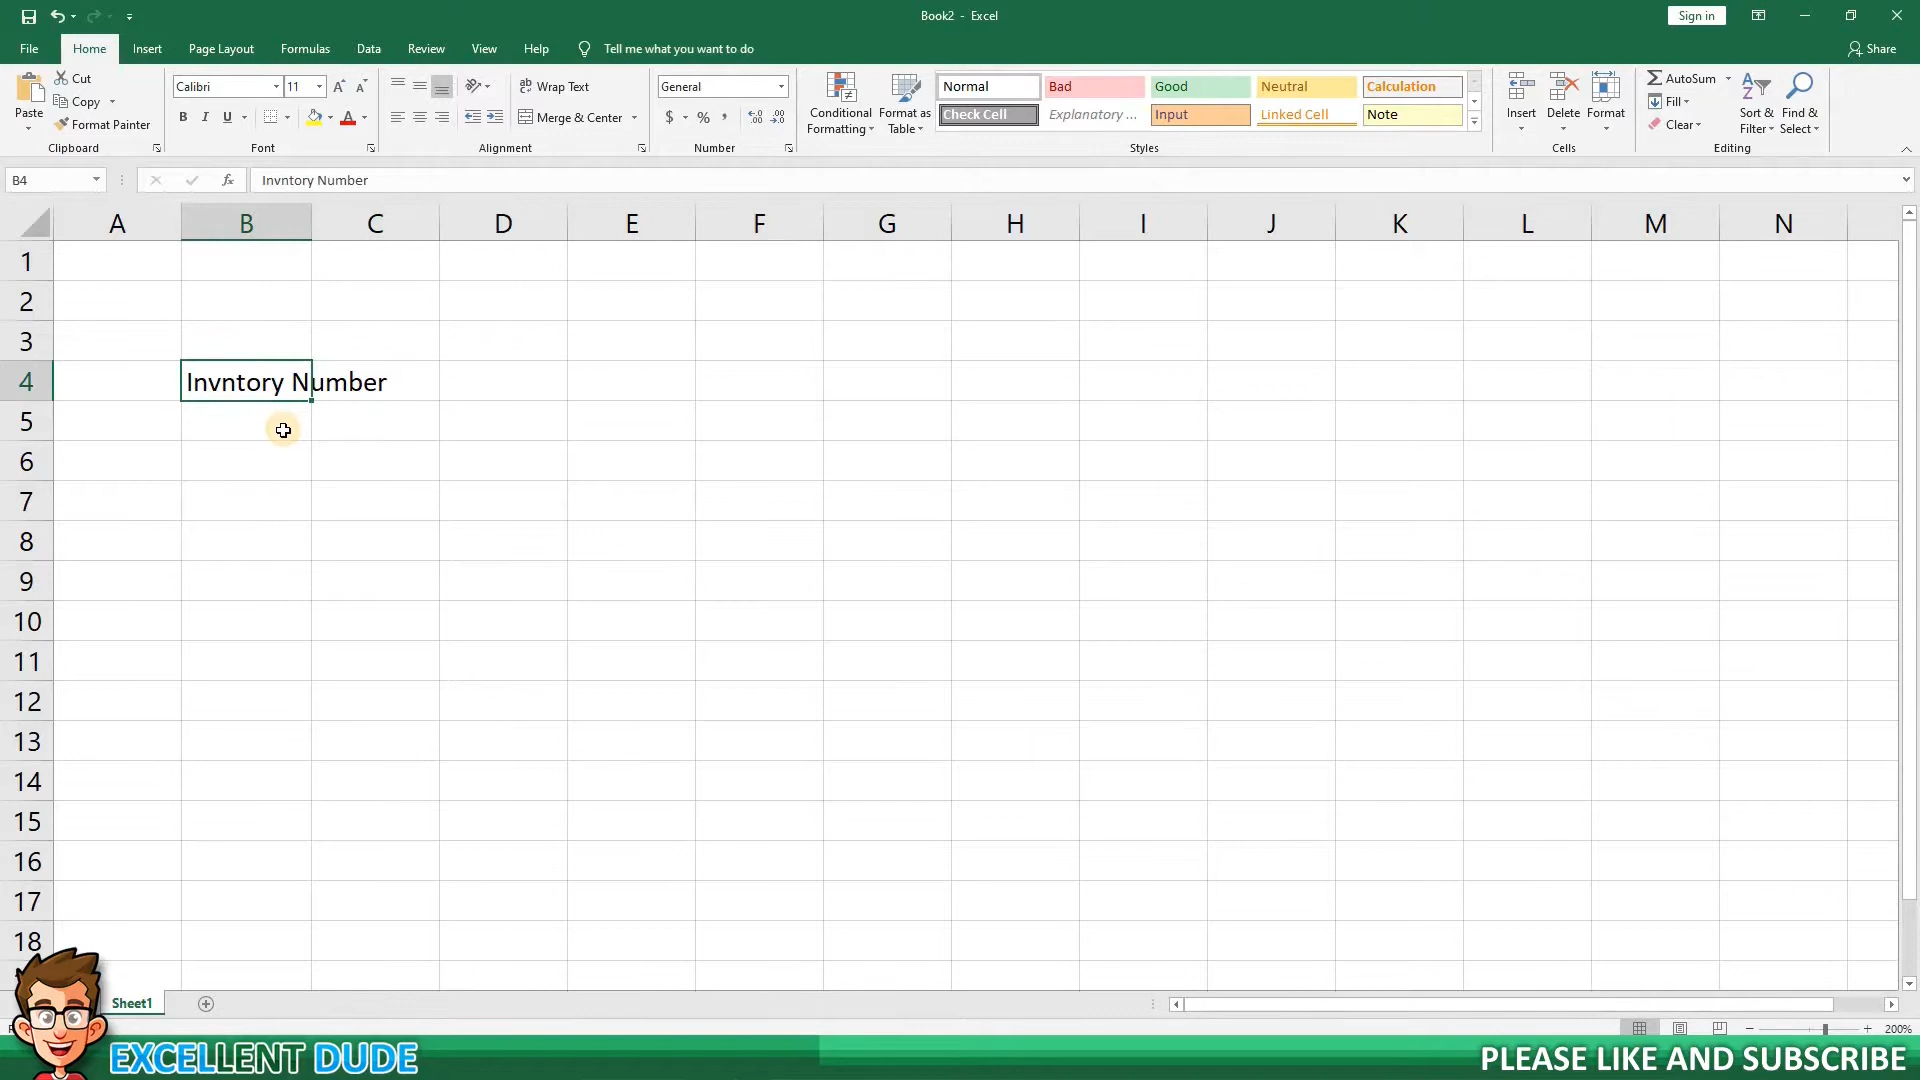 Book2 - Excel
Sign in
File Home Insert Page Layout Formulas Data Review View Help Tell me what you want to do Share
Paste
Cut
Copy
Format Painter
Clipboard
Calibri 11
B I U A
Font
Wrap Text
Merge & Center
Alignment
General
$ % ,
Number
Conditional Formatting
Format as Table
Normal Bad Good Neutral Calculation
Check Cell Explanatory ... Input Linked Cell Note
Styles
Insert Delete Format
Cells
AutoSum
Fill
Clear
Sort & Filter
Find & Select
Editing
B4 fx Invntory Number
A B C D E F G H I J K L M N
1
2
3
4 Invntory Number
5
6
7
8
9
10
11
12
13
14
15
16
17
18
Sheet1
200%
EXCELLENT DUDE
PLEASE LIKE AND SUBSCRIBE